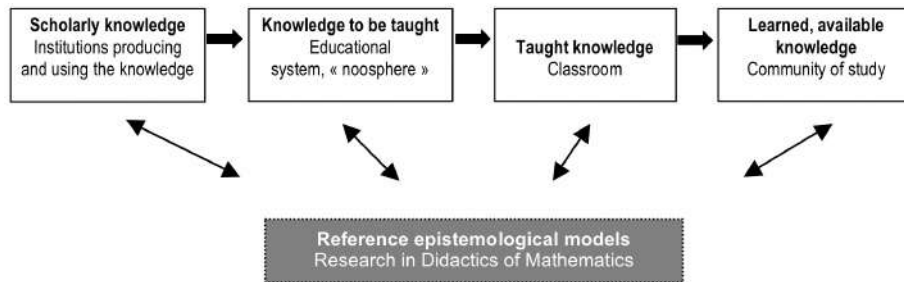 Scholarly knowledge
Institutions producing
and using the knowledge
Knowledge to be taught
Educational
system, « noosphere »
Taught knowledge
Classroom
Learned, available
knowledge
Community of study
Reference epistemological models
Research in Didactics of Mathematics